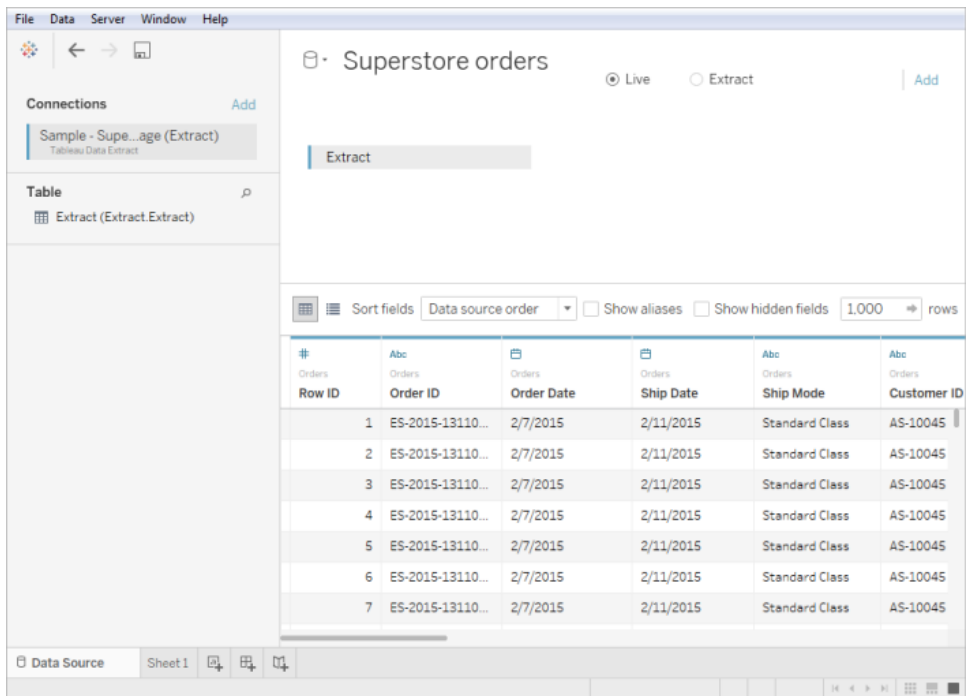 File Data Server Window Help
Superstore orders
Live Extract Add
Connections Add
Sample - Supe...age (Extract)
Tableau Data Extract
Extract
Table
Extract (Extract.Extract)
Sort fields Data source order Show aliases Show hidden fields 1,000 rows
# Abc Abc Abc
Orders Orders Orders Orders Orders Orders
Row ID Order ID Order Date Ship Date Ship Mode Customer ID
1 ES-2015-13110... 2/7/2015 2/11/2015 Standard Class AS-10045
2 ES-2015-13110... 2/7/2015 2/11/2015 Standard Class AS-10045
3 ES-2015-13110... 2/7/2015 2/11/2015 Standard Class AS-10045
4 ES-2015-13110... 2/7/2015 2/11/2015 Standard Class AS-10045
5 ES-2015-13110... 2/7/2015 2/11/2015 Standard Class AS-10045
6 ES-2015-13110... 2/7/2015 2/11/2015 Standard Class AS-10045
7 ES-2015-13110... 2/7/2015 2/11/2015 Standard Class AS-10045
Data Source Sheet 1